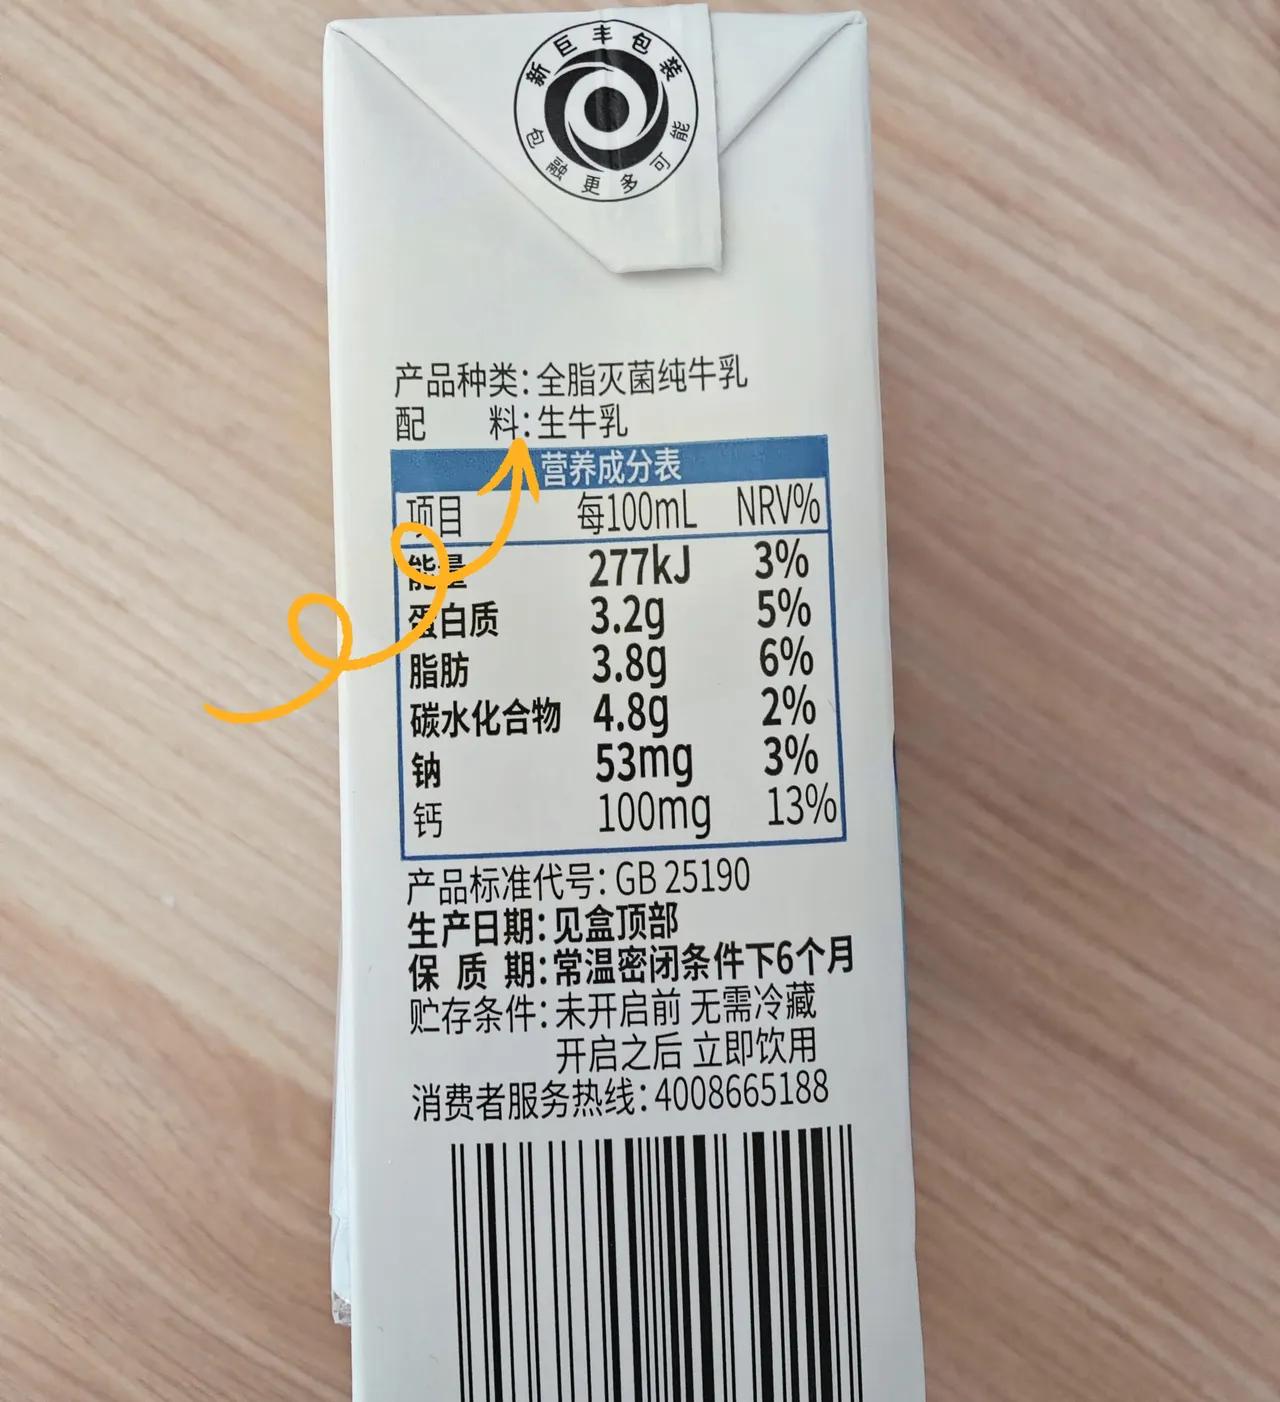 新巨丰包装
包融更多可能
产品种类：全脂灭菌纯牛乳
配 料：生牛乳
营养成分表
项目 每100mL NRV%
能量 277kJ 3%
蛋白质 3.2g 5%
脂肪 3.8g 6%
碳水化合物 4.8g 2%
钠 53mg 3%
钙 100mg 13%
产品标准代号：GB 25190
生产日期：见盒顶部
保 质 期：常温密闭条件下6个月
贮存条件：未开启前 无需冷藏
开启之后 立即饮用
消费者服务热线：4008665188